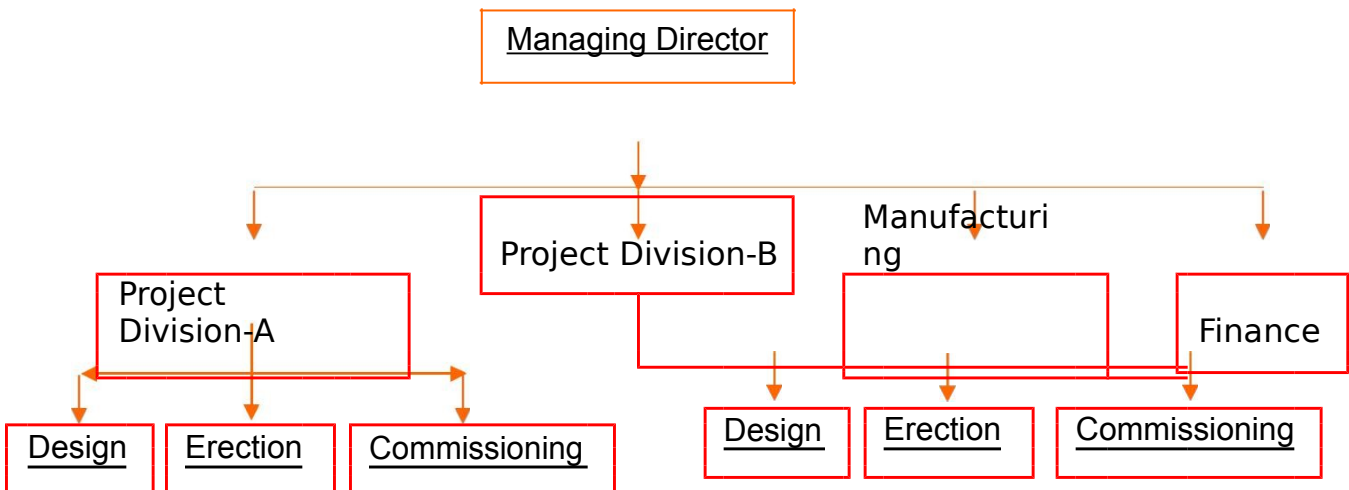 Managing Director
Manufacturi
ng
Project Division-B
Project
Division-A
Finance
Design
Erection
Commissioning
Design
Erection
Commissioning